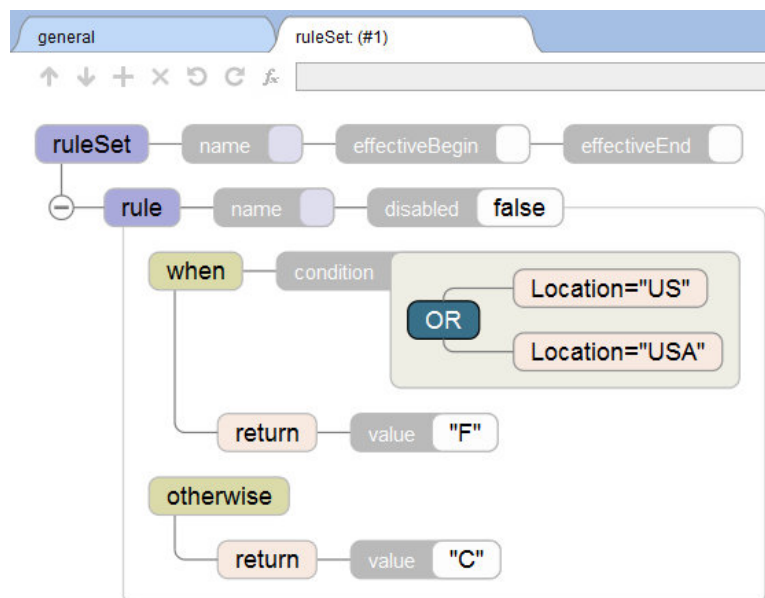 general ruleSet: (#1)
fx
ruleSet name effectiveBegin effectiveEnd
rule name disabled false
when condition
Location="US"
OR
Location="USA"
return value "F"
otherwise
return value "C"